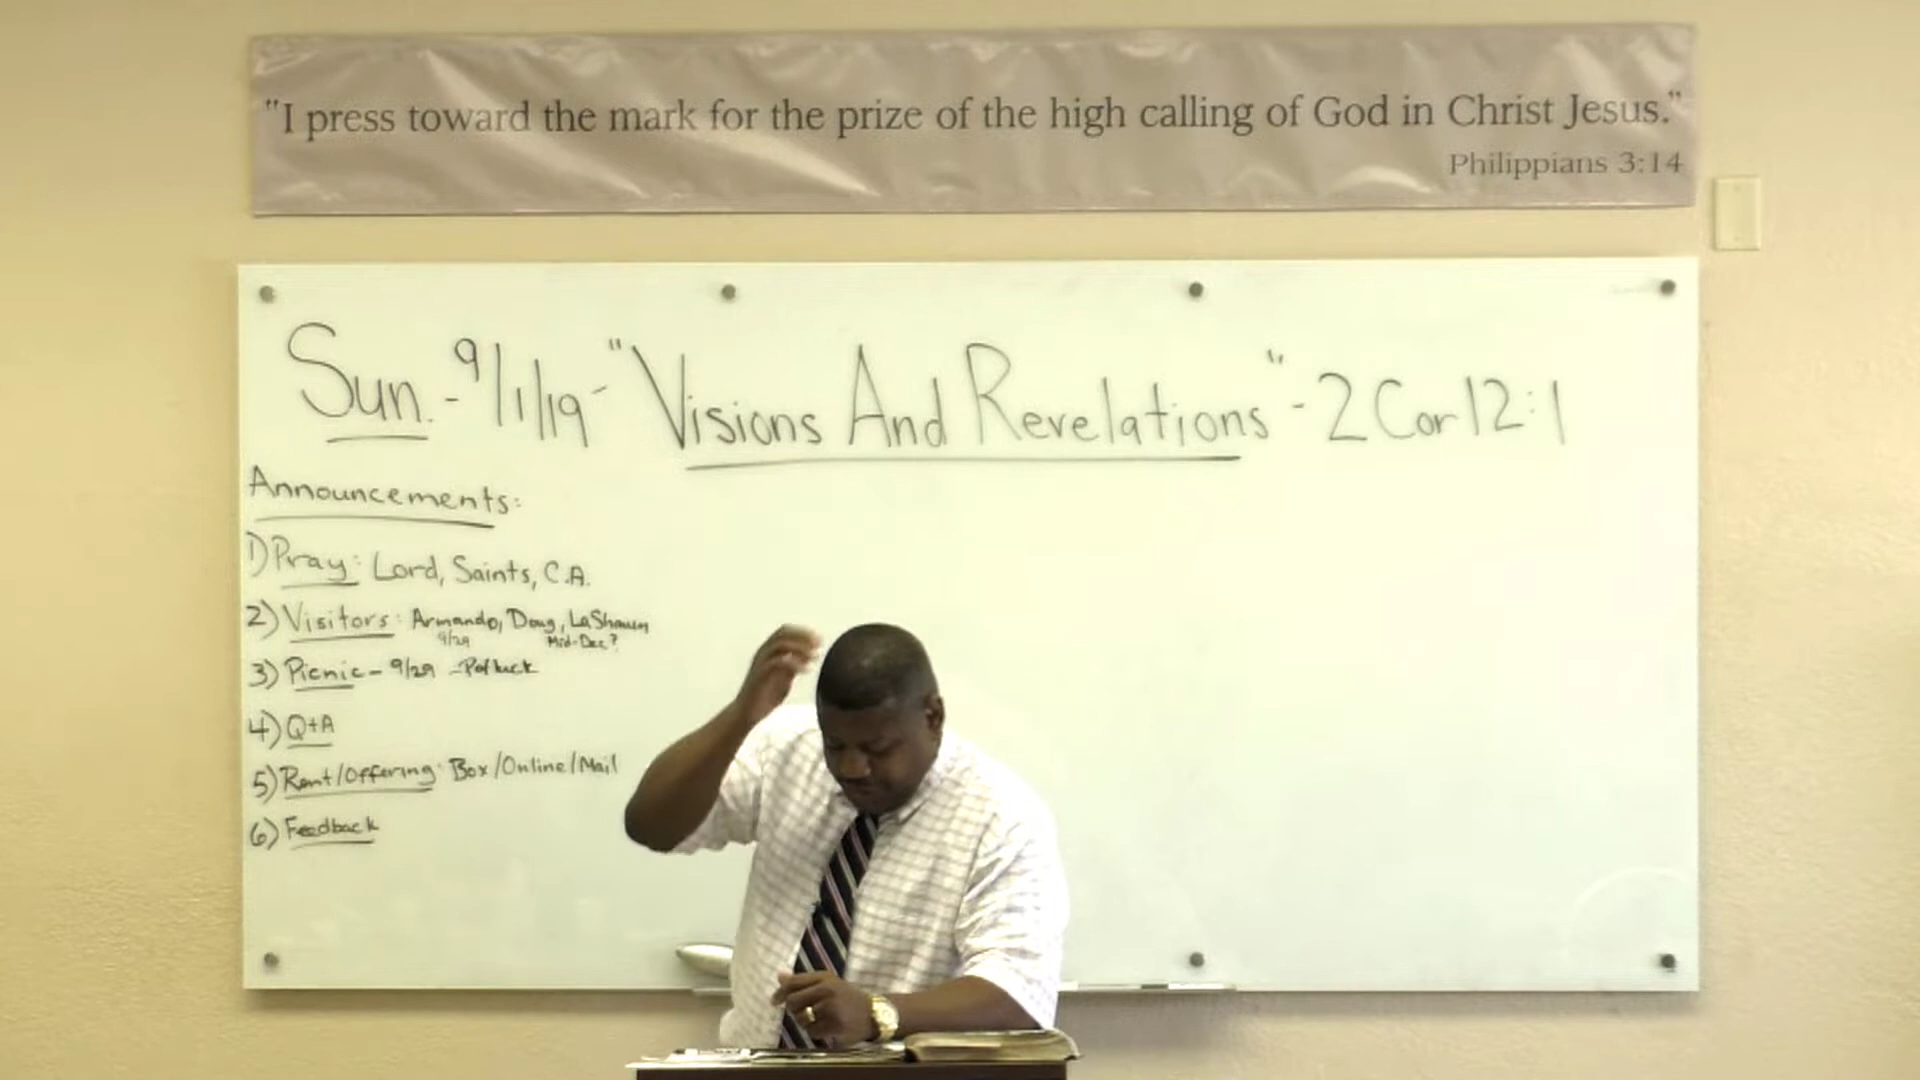 "I press toward the mark for the prize of the high calling of God in Christ Jesus."
Philippians 3:14
Sun. - 9/1/19 - "Visions And Revelations" - 2 Cor 12:1
Announcements:
1) Pray: Lord, Saints, C.A.
2) Visitors: Armando, Doug, LaShawn
9/29 Mid-Dec?
3) Picnic - 9/29 - Potluck
4) Q+A
5) Rent/Offering: Box/Online/Mail
6) Feedback